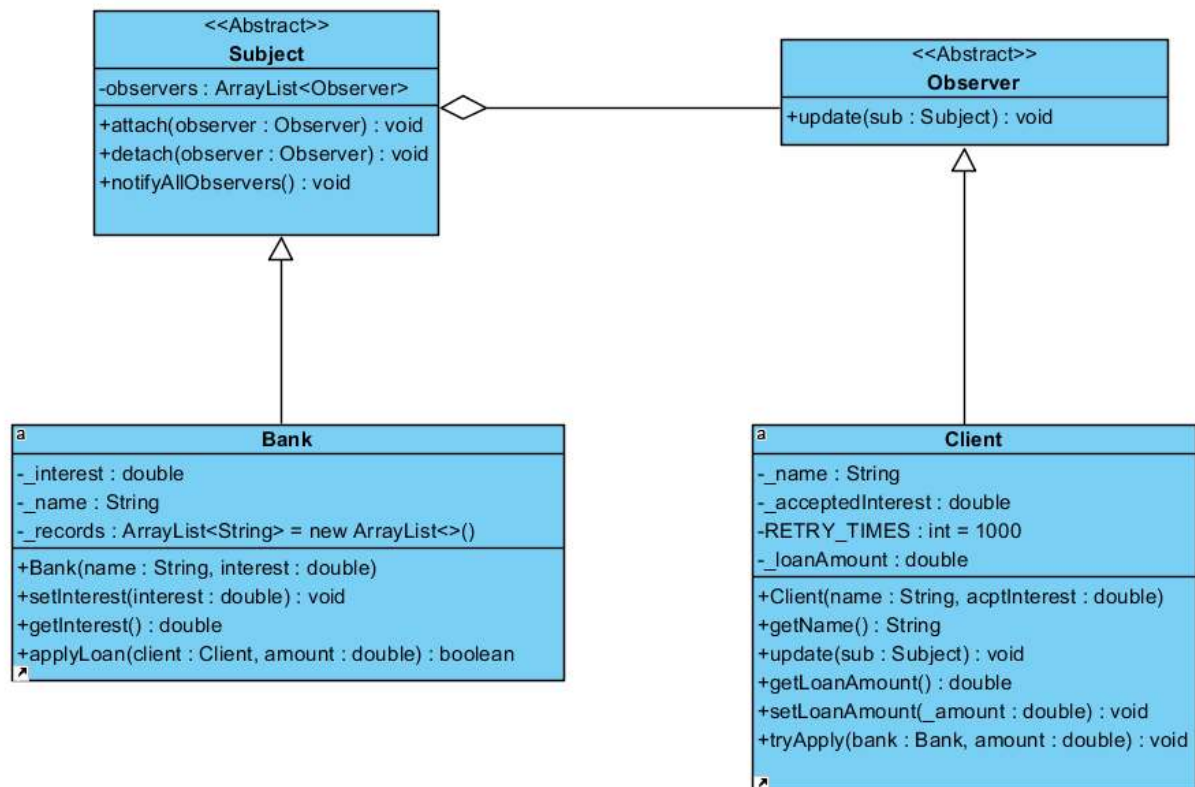 <<Abstract>>
Subject
-observers : ArrayList<Observer>
+attach(observer : Observer) : void
+detach(observer : Observer) : void
+notifyAllObservers() : void
<<Abstract>>
Observer
+update(sub : Subject) : void
a
Bank
-_interest : double
-_name : String
-_records : ArrayList<String> = new ArrayList<>()
+Bank(name : String, interest : double)
+setInterest(interest : double) : void
+getInterest() : double
+applyLoan(client : Client, amount : double) : boolean
a
Client
-_name : String
-_acceptedInterest : double
-RETRY_TIMES : int = 1000
-_loanAmount : double
+Client(name : String, acptInterest : double)
+getName() : String
+update(sub : Subject) : void
+getLoanAmount() : double
+setLoanAmount(_amount : double) : void
+tryApply(bank : Bank, amount : double) : void